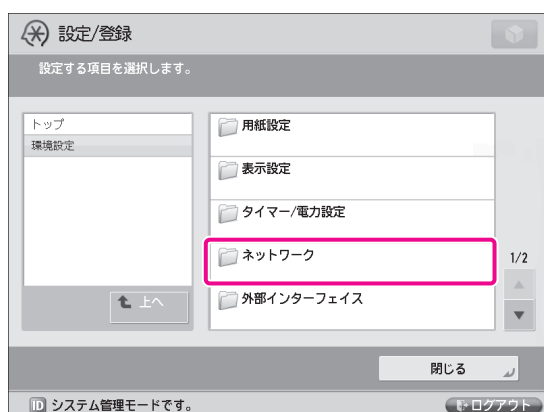 設定/登録
設定する項目を選択します。
トップ
環境設定
上へ
用紙設定
表示設定
タイマー/電力設定
ネットワーク
外部インターフェイス
1/2
閉じる
ID システム管理モードです。
ログアウト